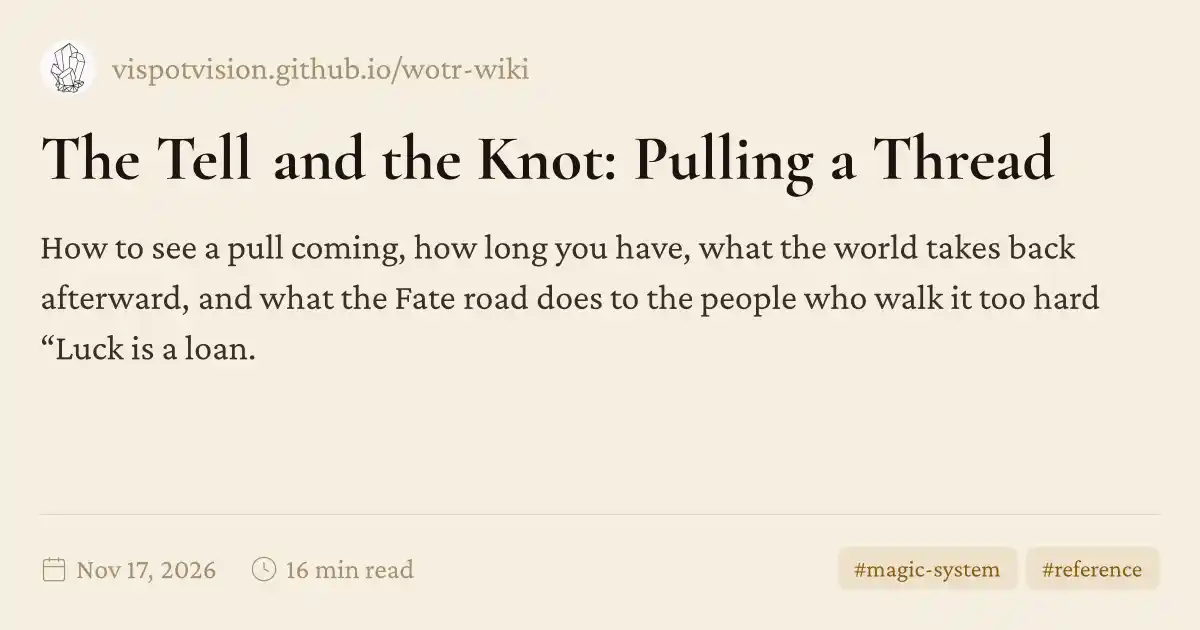 vispotvision.github.io/wotr-wiki
The Tell and the Knot: Pulling a Thread
How to see a pull coming, how long you have, what the world takes back
afterward, and what the Fate road does to the people who walk it too hard
“Luck is a loan.
Nov 17, 2026
16 min read
#magic-system
#reference